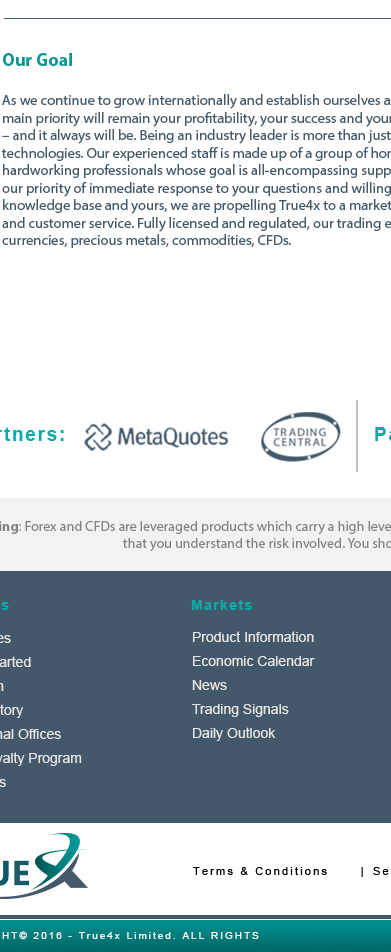 Our Goal
As we continue to grow internationally and establish ourselves a
main priority will remain your profitability, your success and your
– and it always will be. Being an industry leader is more than just
technologies. Our experienced staff is made up of a group of hon
hardworking professionals whose goal is all-encompassing supp
our priority of immediate response to your questions and willing
knowledge base and yours, we are propelling True4x to a market
and customer service. Fully licensed and regulated, our trading e
currencies, precious metals, commodities, CFDs.
rtners:
MetaQuotes
TRADING
CENTRAL
Pa
ing: Forex and CFDs are leveraged products which carry a high leve
that you understand the risk involved. You sho
s
es
arted
n
tory
nal Offices
yalty Program
s
Markets
Product Information
Economic Calendar
News
Trading Signals
Daily Outlook
UE
Terms & Conditions | Se
HT© 2016 - True4x Limited. ALL RIGHTS